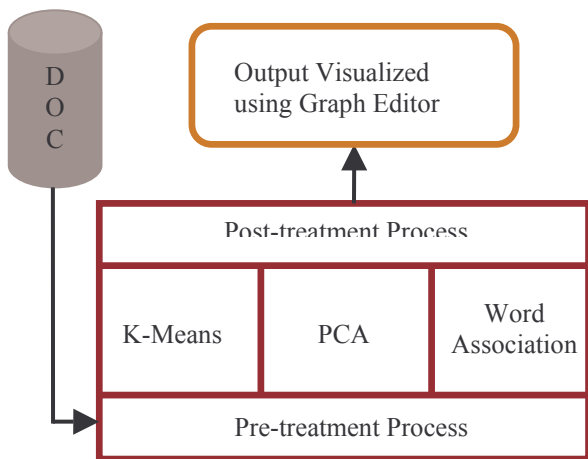 D
O
C
Output Visualized
using Graph Editor
Post-treatment Process
K-Means
PCA
Word
Association
Pre-treatment Process